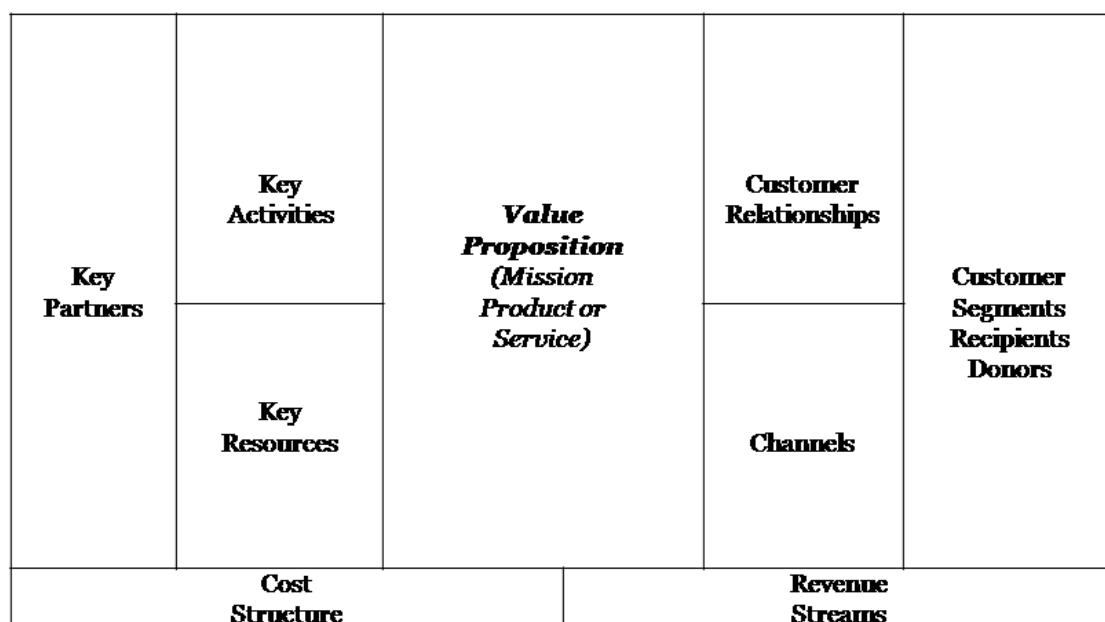 Key
Partners
Key
Activities
Key
Resources
Value
Proposition
(Mission
Product or
Service)
Customer
Relationships
Channels
Customer
Segments
Recipients
Donors
Cost
Structure
Revenue
Streams